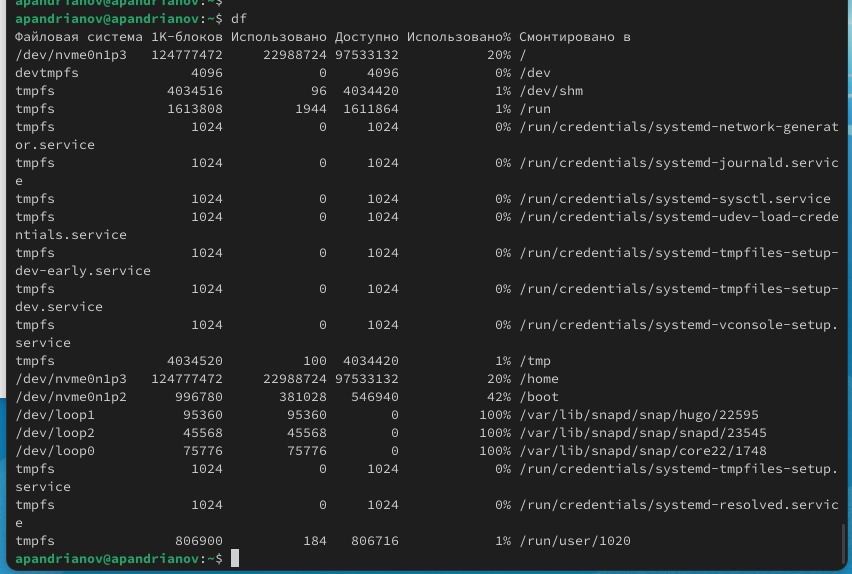 apandrianov@apandrianov:~$
apandrianov@apandrianov:~$ df
Файловая система 1K-блоков Использовано Доступно Использовано% Смонтировано в
/dev/nvme0n1p3   124777472     22988724 97533132           20% /
devtmpfs              4096            0     4096            0% /dev
tmpfs              4034516           96  4034420            1% /dev/shm
tmpfs              1613808         1944  1611864            1% /run
tmpfs                 1024            0     1024            0% /run/credentials/systemd-network-generat
or.service
tmpfs                 1024            0     1024            0% /run/credentials/systemd-journald.servic
e
tmpfs                 1024            0     1024            0% /run/credentials/systemd-sysctl.service
tmpfs                 1024            0     1024            0% /run/credentials/systemd-udev-load-crede
ntials.service
tmpfs                 1024            0     1024            0% /run/credentials/systemd-tmpfiles-setup-
dev-early.service
tmpfs                 1024            0     1024            0% /run/credentials/systemd-tmpfiles-setup-
dev.service
tmpfs                 1024            0     1024            0% /run/credentials/systemd-vconsole-setup.
service
tmpfs              4034520          100  4034420            1% /tmp
/dev/nvme0n1p3   124777472     22988724 97533132           20% /home
/dev/nvme0n1p2      996780       381028   546940           42% /boot
/dev/loop1           95360        95360        0          100% /var/lib/snapd/snap/hugo/22595
/dev/loop2           45568        45568        0          100% /var/lib/snapd/snap/snapd/23545
/dev/loop0           75776        75776        0          100% /var/lib/snapd/snap/core22/1748
tmpfs                 1024            0     1024            0% /run/credentials/systemd-tmpfiles-setup.
service
tmpfs                 1024            0     1024            0% /run/credentials/systemd-resolved.servic
e
tmpfs               806900          184   806716            1% /run/user/1020
apandrianov@apandrianov:~$